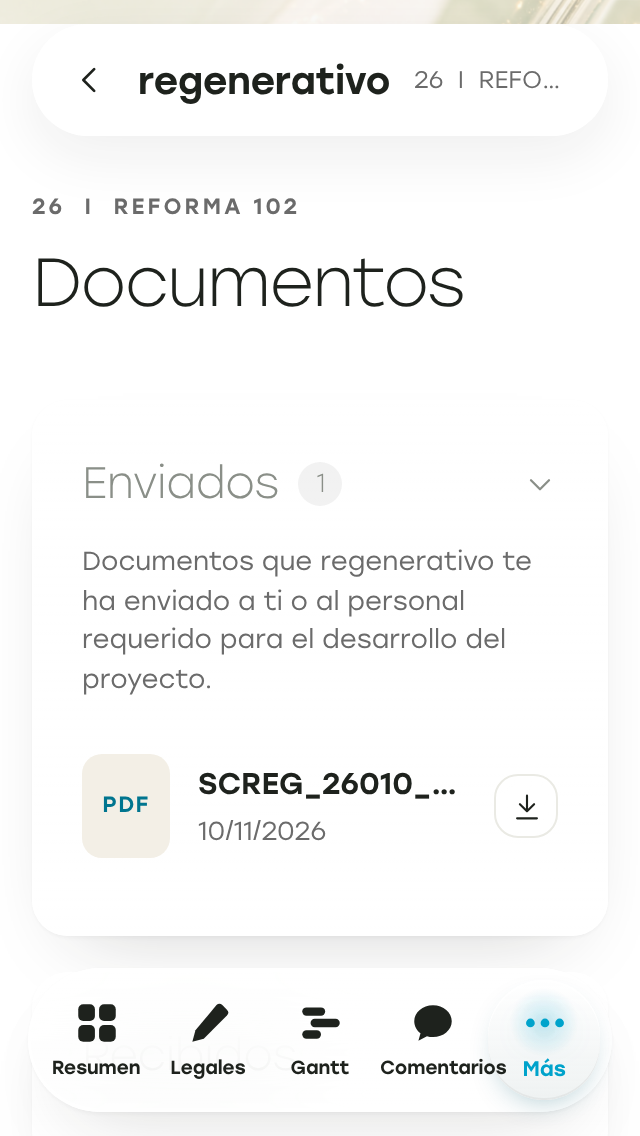 regenerativo 26 I REFO...
26 I REFORMA 102
Documentos
Enviados 1
Documentos que regenerativo te
ha enviado a ti o al personal
requerido para el desarrollo del
proyecto.
PDF
SCREG_26010_...
10/11/2026
Recibidos
Resumen Legales Gantt Comentarios Más